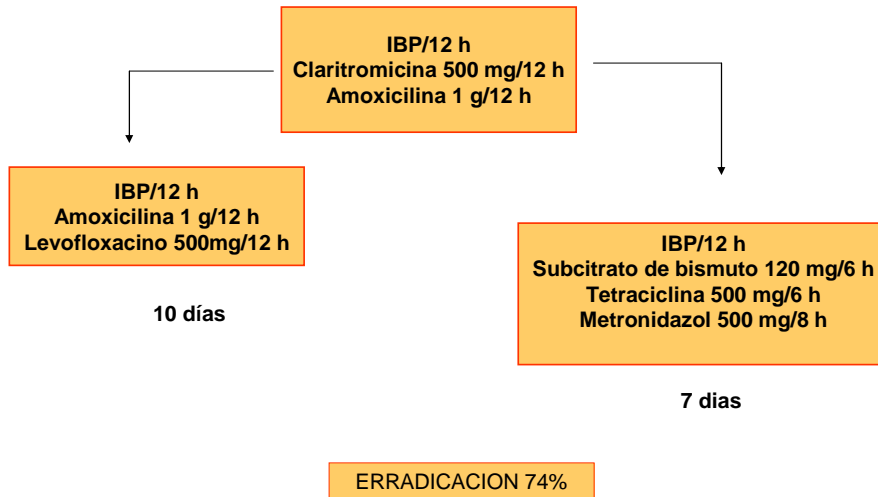 IBP/12 h
Claritromicina 500 mg/12 h
Amoxicilina 1 g/12 h
IBP/12 h
Amoxicilina 1 g/12 h
Levofloxacino 500mg/12 h
10 días
IBP/12 h
Subcitrato de bismuto 120 mg/6 h
Tetraciclina 500 mg/6 h
Metronidazol 500 mg/8 h
7 dias
ERRADICACION 74%